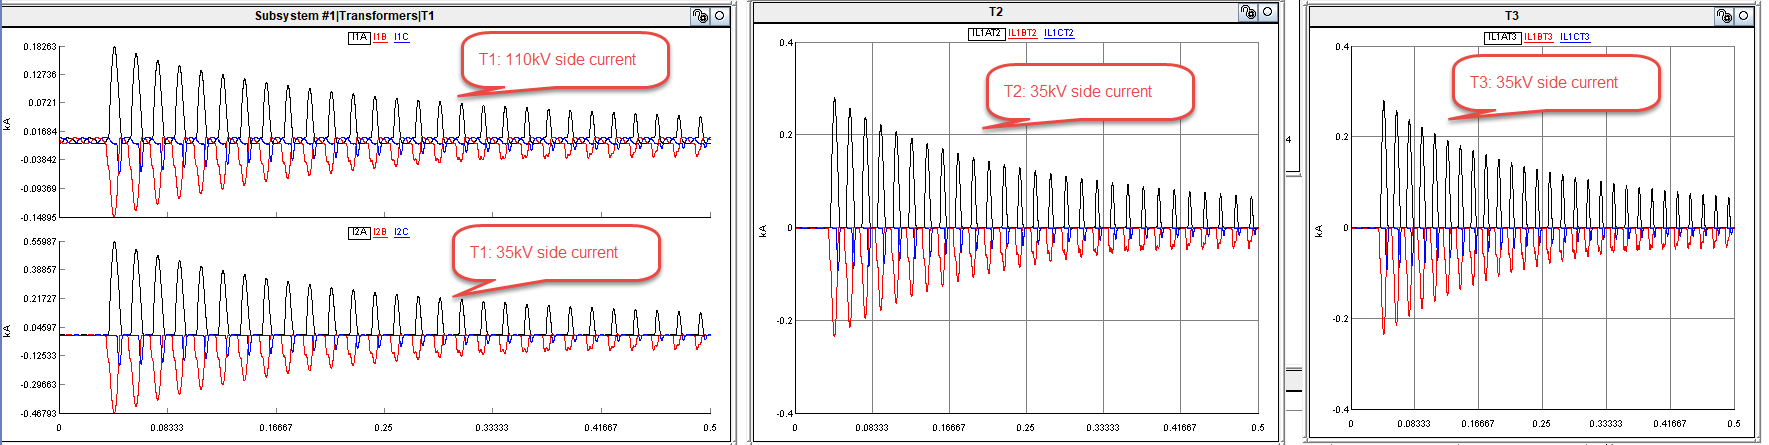 Subsystem #1|Transformers|T1
I1A I1B I1C
T1: 110kV side current
0.18263
0.12736
0.0721
0.01684
-0.03842
-0.09369
-0.14895
kA
I2A I2B I2C
T1: 35kV side current
0.55987
0.38857
0.21727
0.04597
-0.12533
-0.29663
-0.46793
kA
0 0.08333 0.16667 0.25 0.33333 0.41667 0.5
T2
IL1AT2 IL1BT2 IL1CT2
T2: 35kV side current
0.4
0.2
0
-0.2
-0.4
kA
0 0.08333 0.16667 0.25 0.33333 0.41667 0.5
4
T3
IL1AT3 IL1BT3 IL1CT3
T3: 35kV side current
0.4
0.2
0
-0.2
-0.4
kA
0 0.08333 0.16667 0.25 0.33333 0.41667 0.5